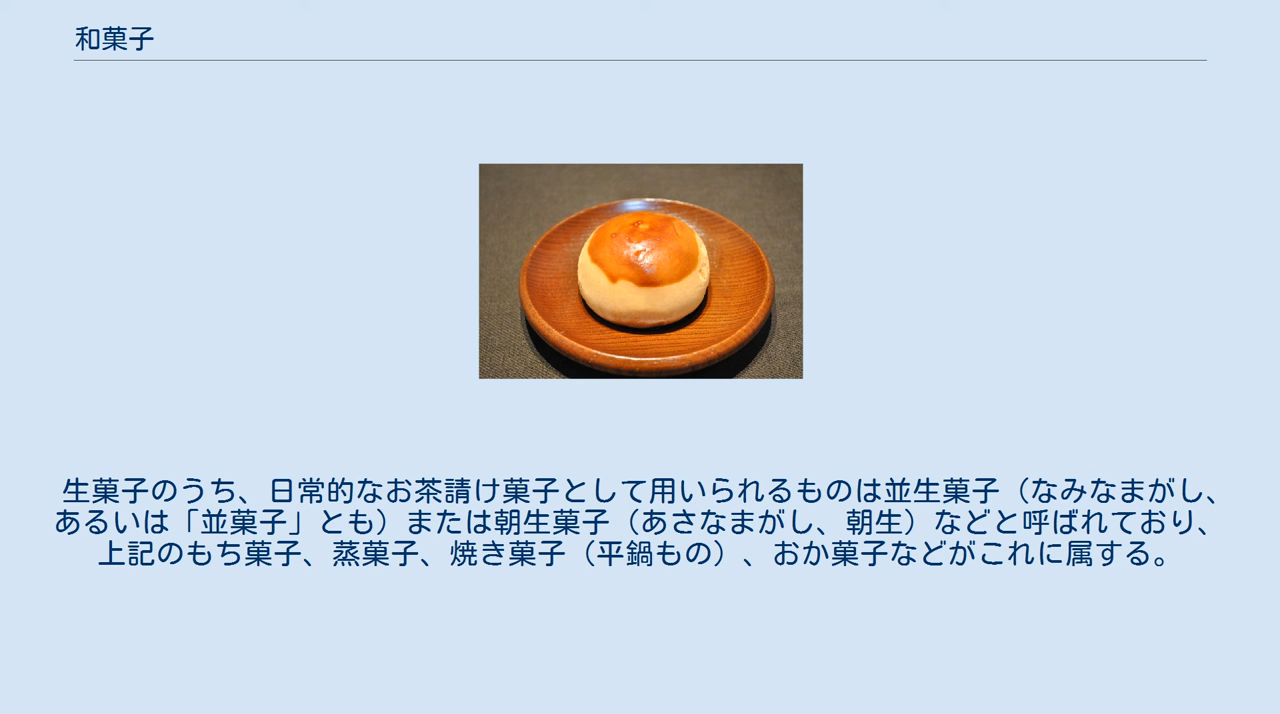 和菓子
生菓子のうち、日常的なお茶請け菓子として用いられるものは並生菓子（なみなまがし、
あるいは「並菓子」とも）または朝生菓子（あさなまがし、朝生）などと呼ばれており、
上記のもち菓子、蒸菓子、焼き菓子（平鍋もの）、おか菓子などがこれに属する。